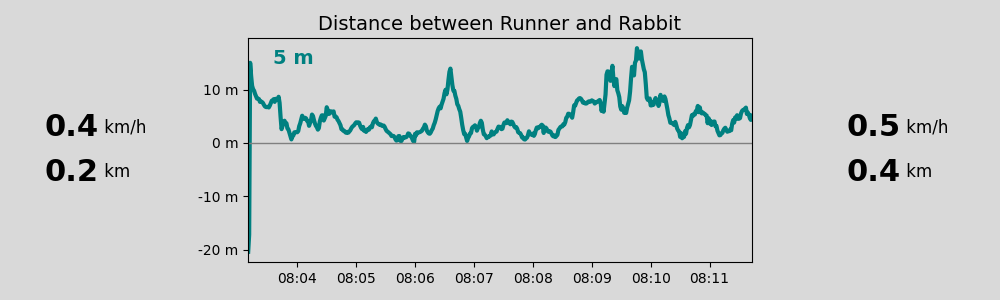 Distance between Runner and Rabbit
0.4 km/h
0.2 km
5 m
10 m
0 m
-10 m
-20 m
08:04 08:05 08:06 08:07 08:08 08:09 08:10 08:11
0.5 km/h
0.4 km